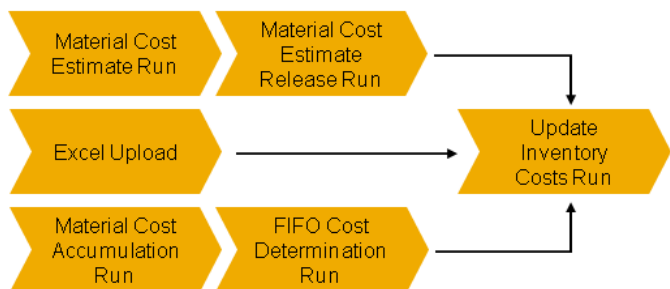 Material Cost
Estimate Run
Material Cost
Estimate
Release Run
Excel Upload
Update
Inventory
Costs Run
Material Cost
Accumulation
Run
FIFO Cost
Determination
Run